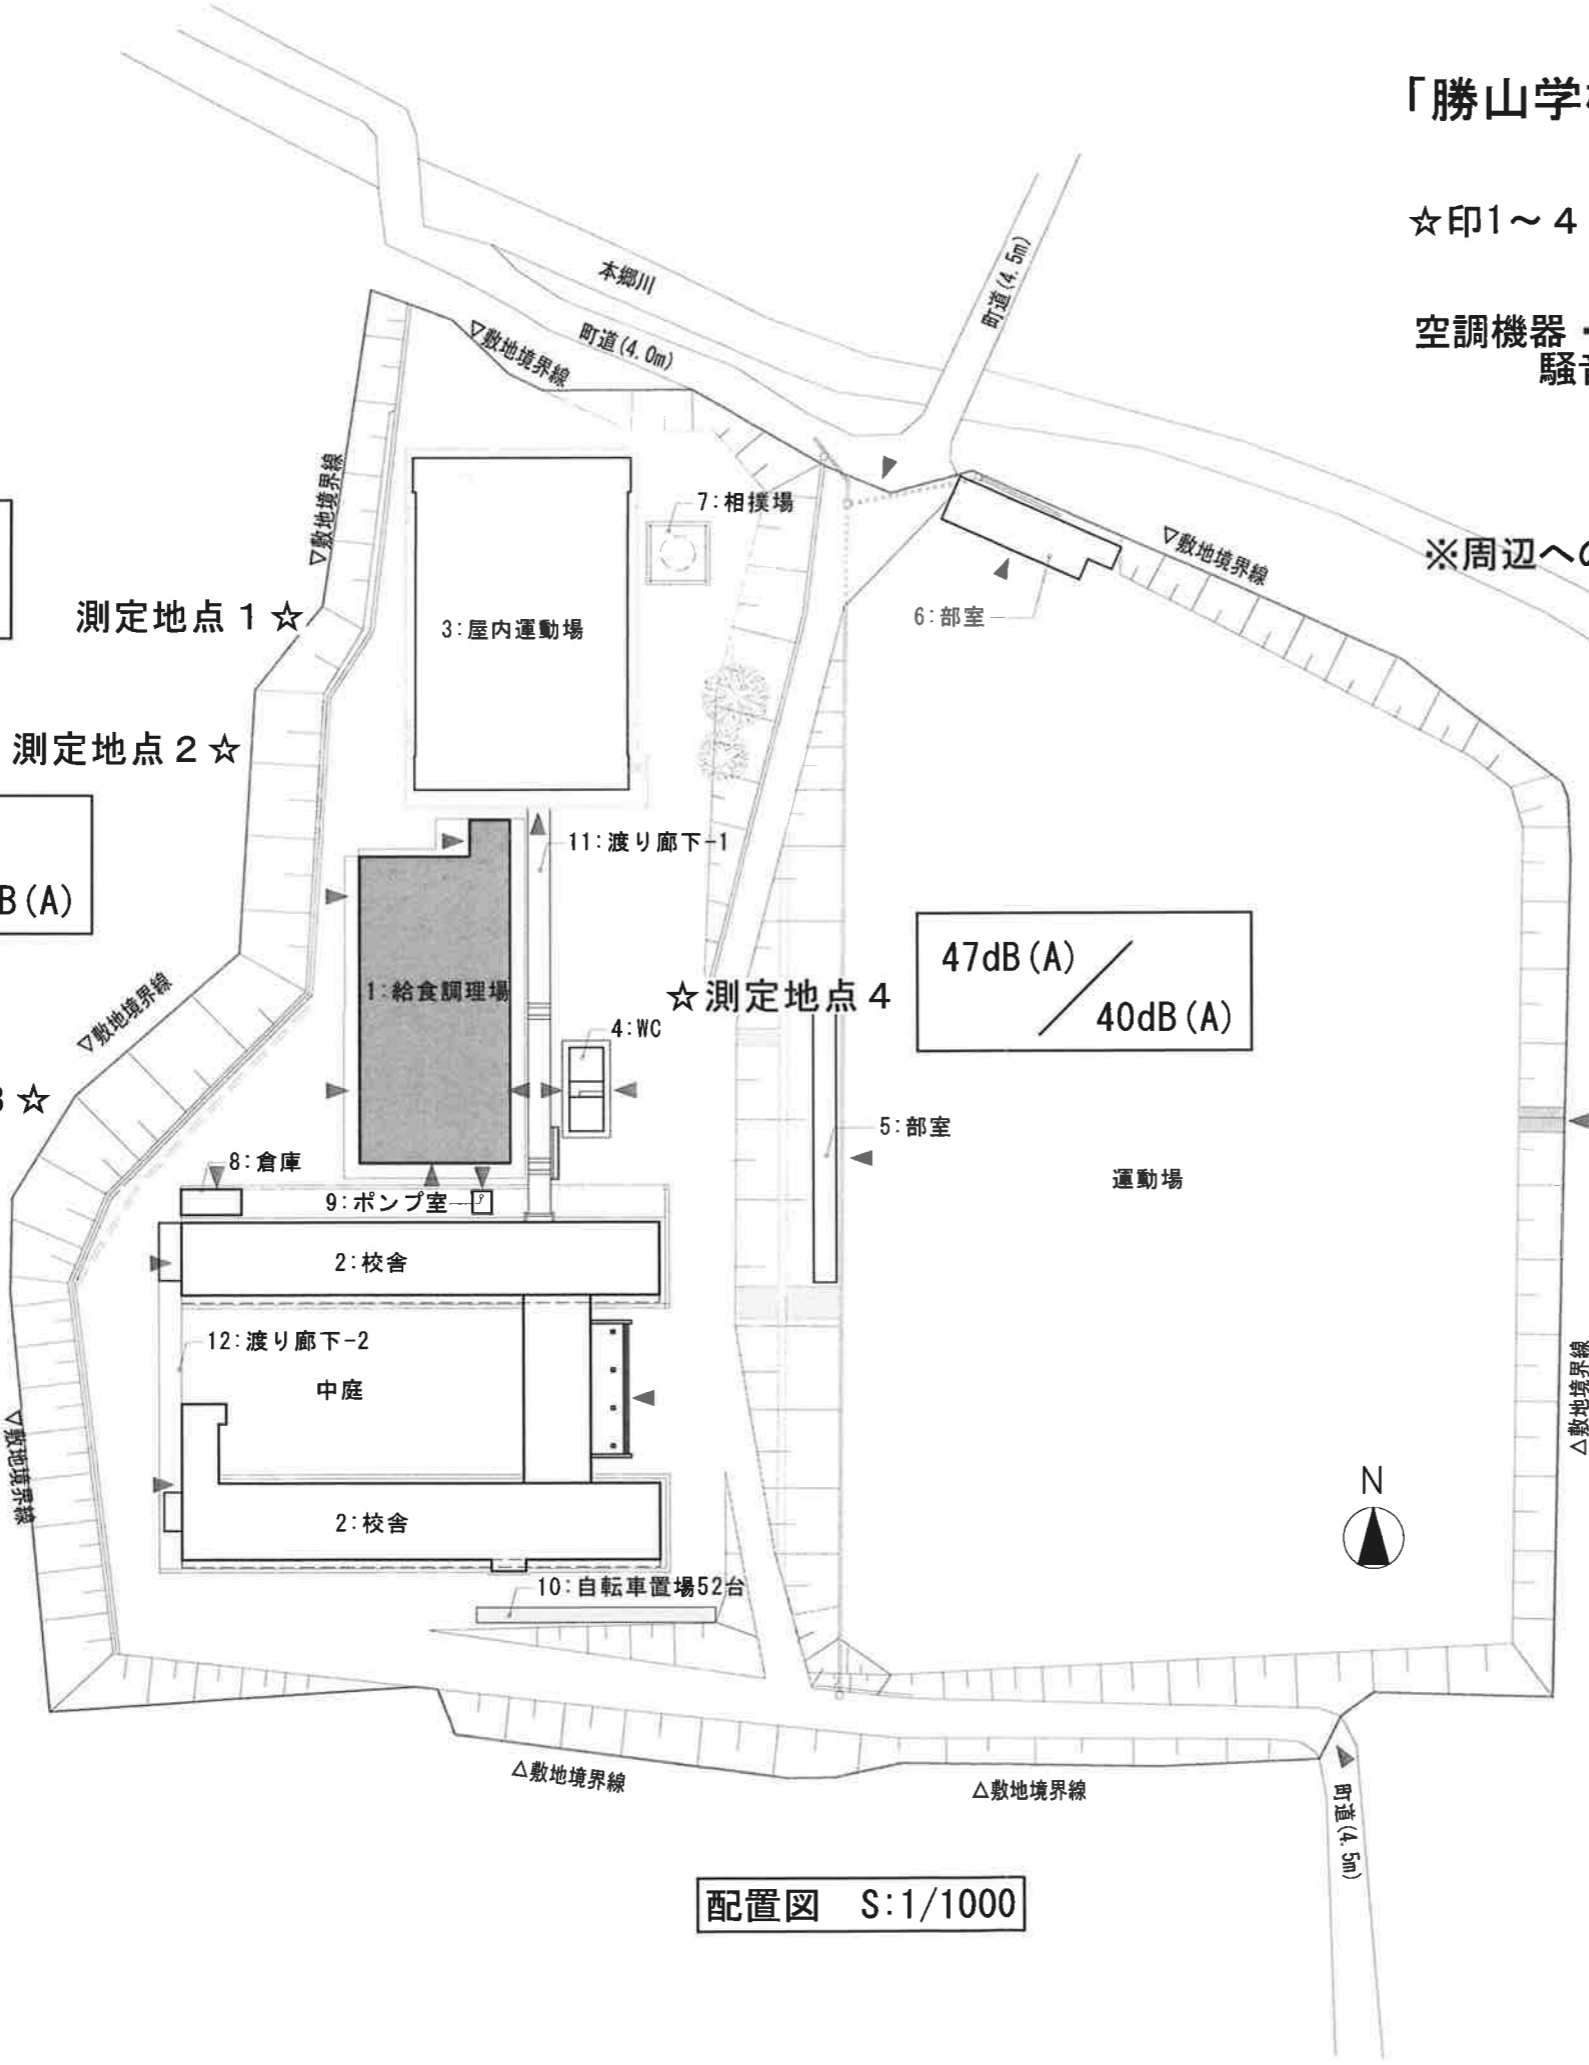 「勝山学
☆印1～４
本郷川
町道(4.5m)
空調機器・
▽敷地境界線
町道(4.0m)
騒
▽敷地境界線
7:相撲場
▽敷地境界線
※周辺への
測定地点１☆
3:屋内運動場
6:部室
測定地点２☆
11:渡り廊下-1
B(A)
47dB(A)
40dB(A)
1:給食調理場
☆測定地点４
▽敷地境界線
4:WC
3☆
5:部室
8:倉庫
運動場
9:ポンプ室
2:校舎
12:渡り廊下-2
中庭
△敷地境界線
▽敷地境界線
N
2:校舎
10:自転車置場52台
△敷地境界線
△敷地境界線
町道(4.5m)
配置図　S:1/1000